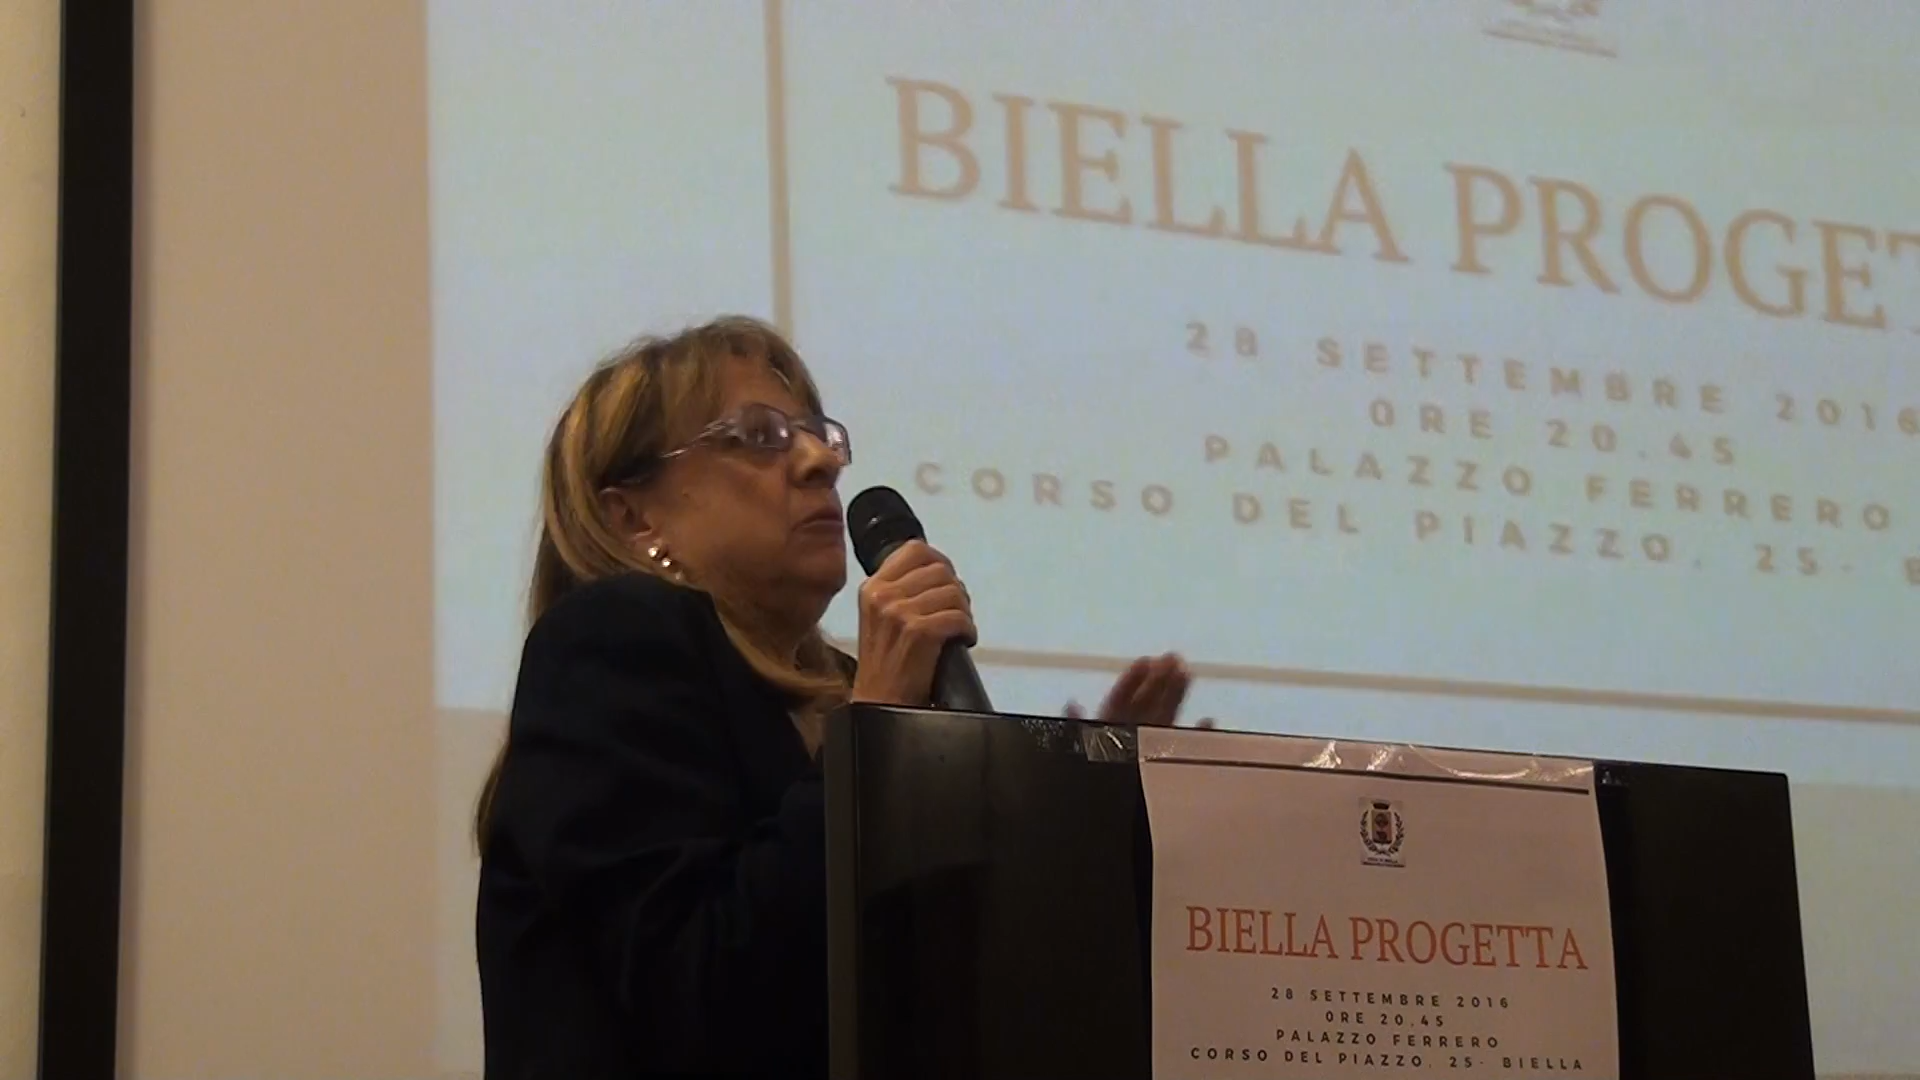 BIELLA PROGET
28 SETTEMBRE 2016
ORE 20.45
PALAZZO FERRERO
CORSO DEL PIAZZO, 25- B
BIELLA PROGETTA
28 SETTEMBRE 2016
ORE 20.45
PALAZZO FERRERO
CORSO DEL PIAZZO, 25- BIELLA